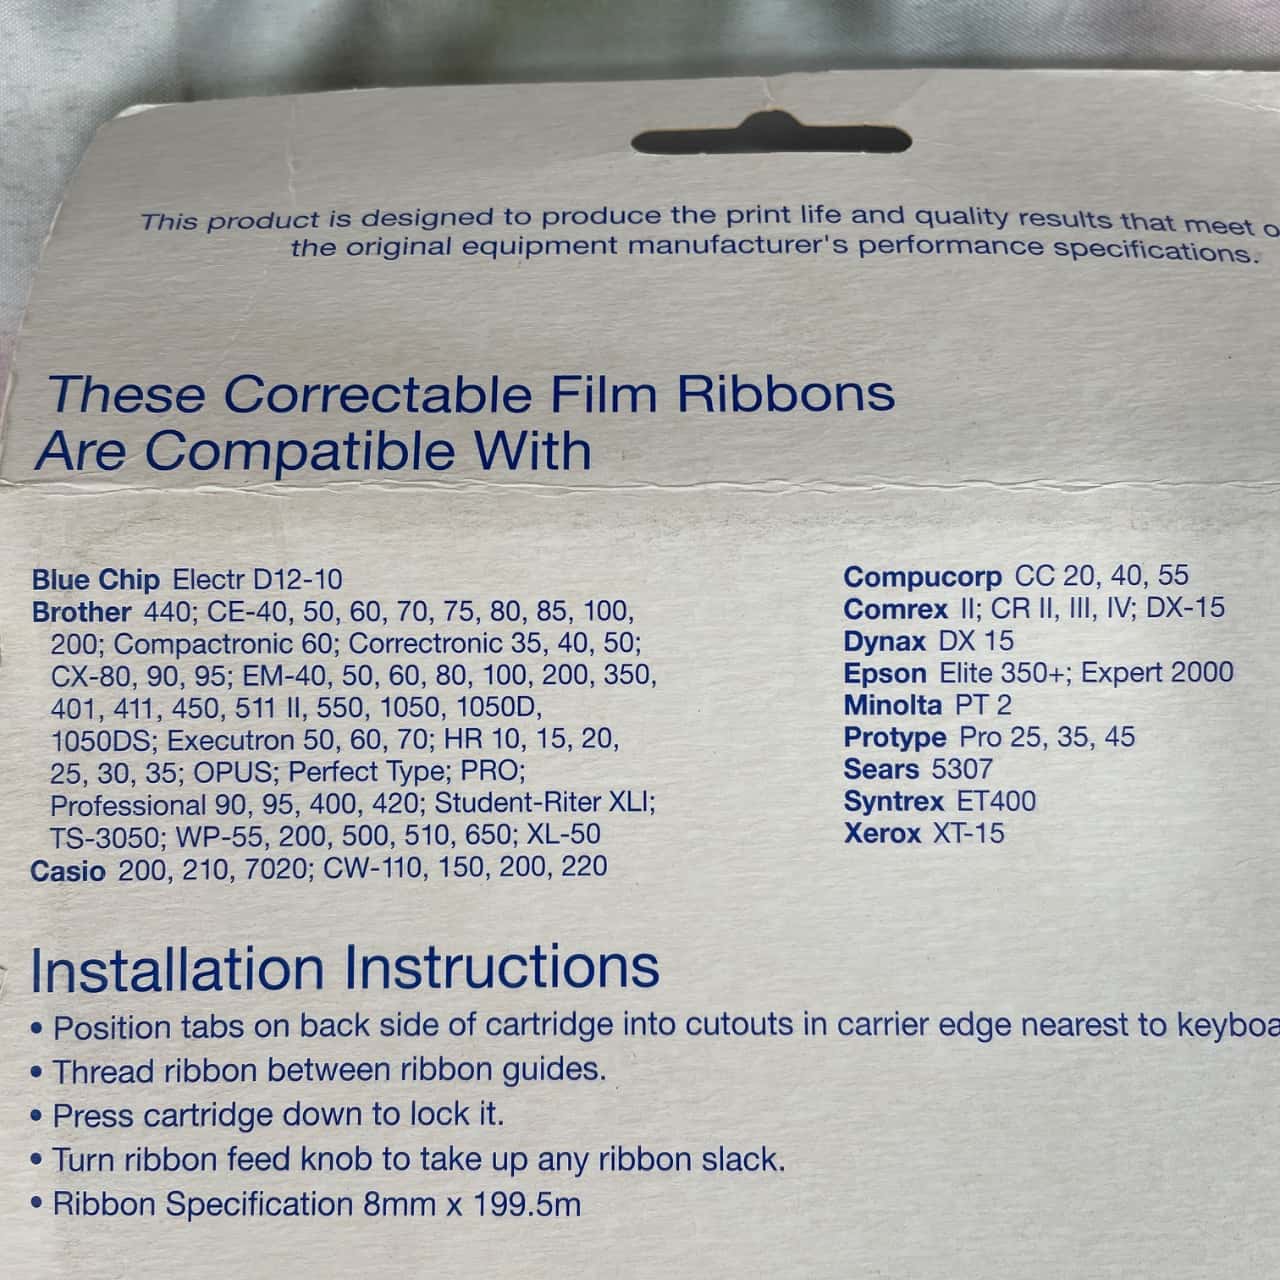 This product is designed to produce the print life and quality results that meet
the original equipment manufacturer's performance specifications.
These Correctable Film Ribbons
Are Compatible With
Blue Chip Electr D12-10
Brother 440; CE-40, 50, 60, 70, 75, 80, 85, 100,
200; Compactronic 60; Correctronic 35, 40, 50;
CX-80, 90, 95; EM-40, 50, 60, 80, 100, 200, 350,
401, 411, 450, 511 II, 550, 1050, 1050D,
1050DS; Executron 50, 60, 70; HR 10, 15, 20,
25, 30, 35; OPUS; Perfect Type; PRO;
Professional 90, 95, 400, 420; Student-Riter XLI;
TS-3050; WP-55, 200, 500, 510, 650; XL-50
Casio 200, 210, 7020; CW-110, 150, 200, 220
Compucorp CC 20, 40, 55
Comrex II; CR II, III, IV; DX-15
Dynax DX 15
Epson Elite 350+; Expert 2000
Minolta PT 2
Protype Pro 25, 35, 45
Sears 5307
Syntrex ET400
Xerox XT-15
Installation Instructions
• Position tabs on back side of cartridge into cutouts in carrier edge nearest to
• Thread ribbon between ribbon guides.
• Press cartridge down to lock it.
• Turn ribbon feed knob to take up any ribbon slack.
• Ribbon Specification 8mm x 199.5m